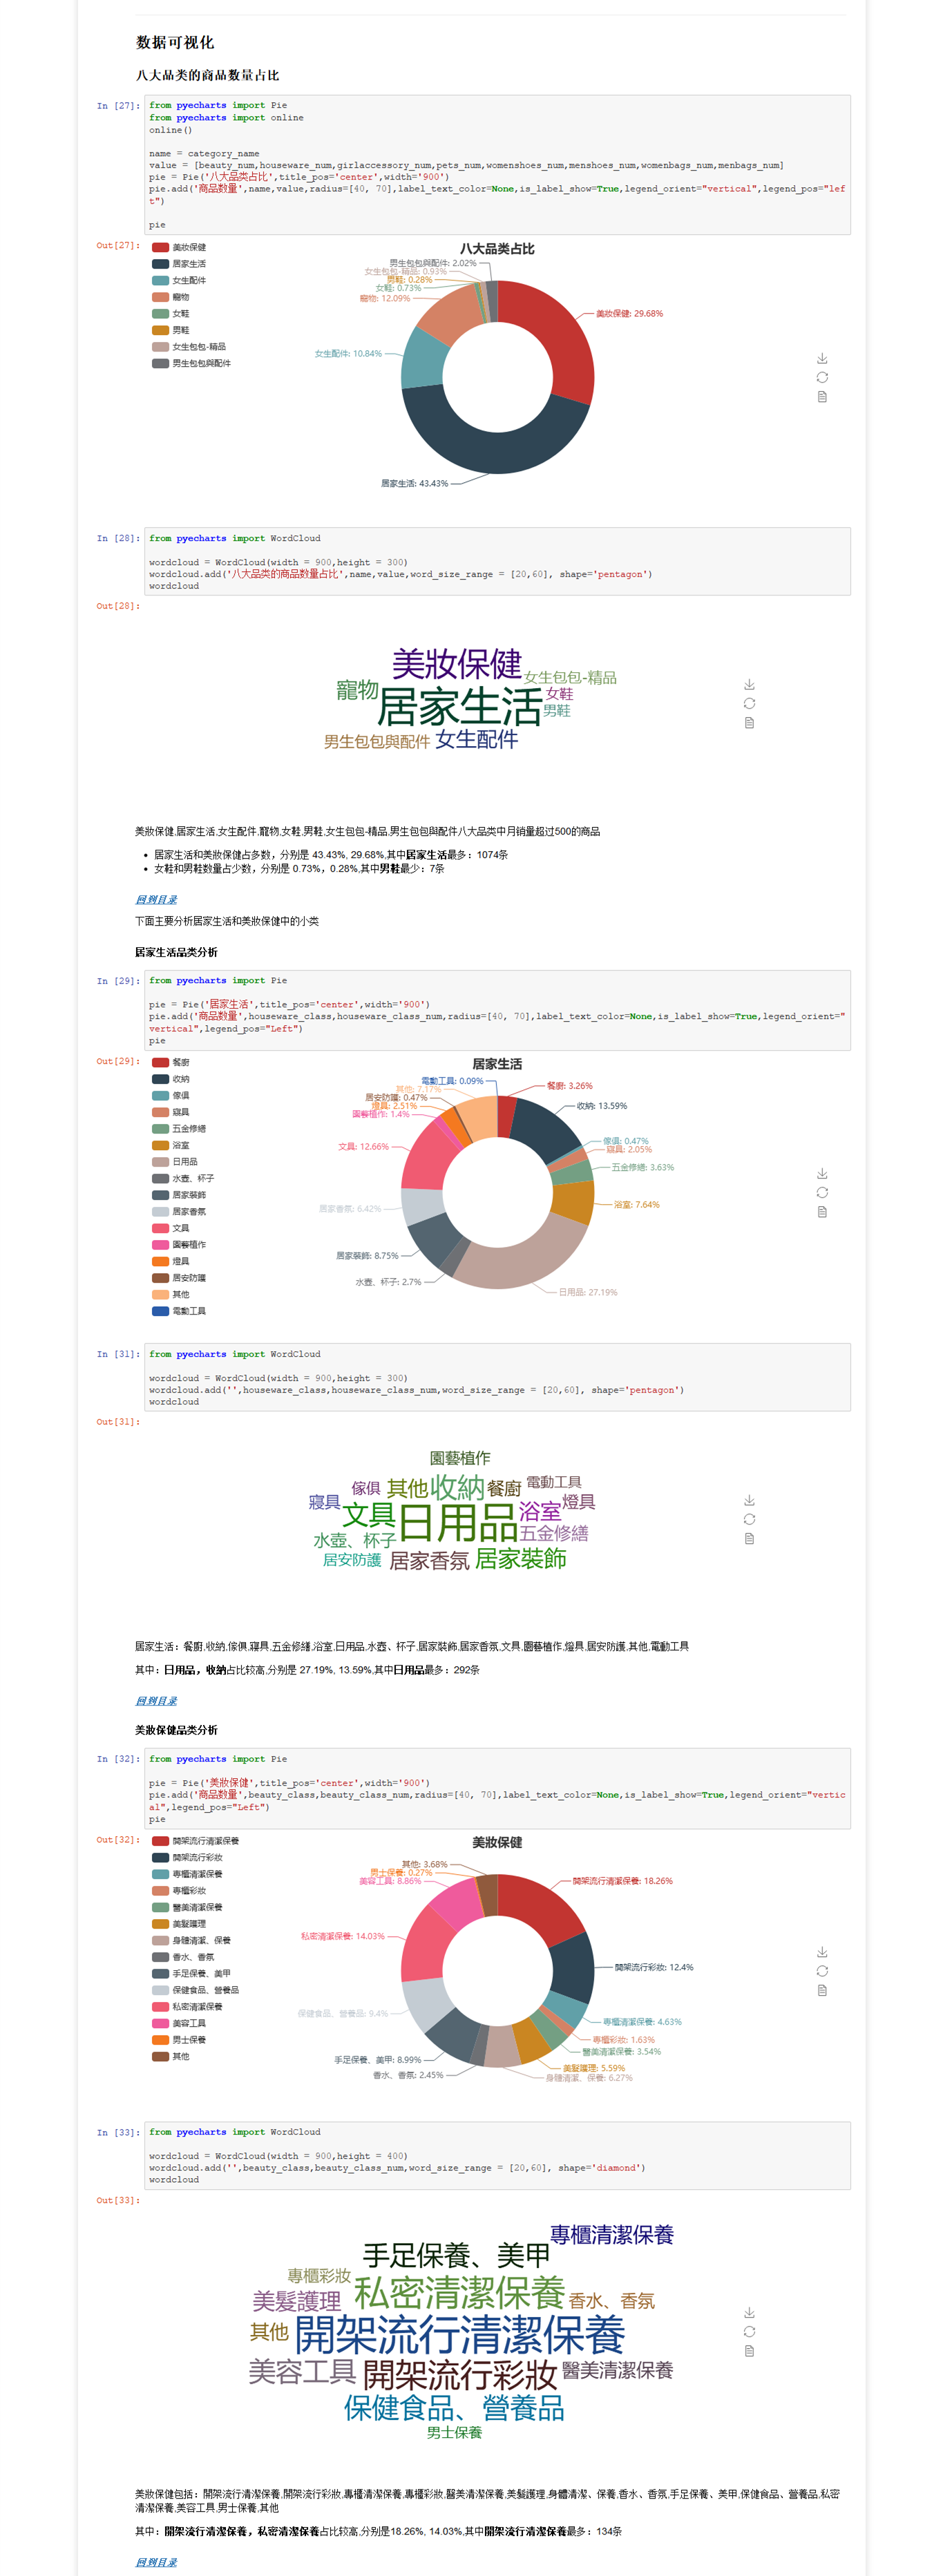 数据可视化
八大品类的商品数量占比
In [27]:
from pyecharts import Pie
from pyecharts import online
online()
name = category_name
value = [beauty_num,houseware_num,girlaccessory_num,pets_num,womenshoes_num,menshoes_num,womenbags_num,menbags_num]
pie = Pie('八大品类占比',title_pos='center',width='900')
pie.add('商品数量',name,value,radius=[40, 70],label_text_color=None,is_label_show=True,legend_orient="vertical",legend_pos="lef
t")
pie
Out[27]:
美妝保健
居家生活
女生配件
寵物
女鞋
男鞋
女生包包-精品
男生包包與配件
八大品类占比
男生包包與配件: 2.02%
女生包包-精品: 0.93%
男鞋: 0.28%
女鞋: 0.73%
寵物: 12.09%
美妝保健: 29.68%
女生配件: 10.84%
居家生活: 43.43%
In [28]:
from pyecharts import WordCloud
wordcloud = WordCloud(width = 900,height = 300)
wordcloud.add('八大品类的商品数量占比',name,value,word_size_range = [20,60], shape='pentagon')
wordcloud
Out[28]:
美妝保健
女生包包-精品
寵物
居家生活
女鞋
男鞋
男生包包與配件
女生配件
美妝保健,居家生活,女生配件,寵物,女鞋,男鞋,女生包包-精品,男生包包與配件八大品类中月销量超过500的商品
• 居家生活和美妝保健占多数，分别是 43.43%, 29.68%,其中居家生活最多：1074条
• 女鞋和男鞋数量占少数，分别是 0.73%，0.28%,其中男鞋最少：7条
回到目录
下面主要分析居家生活和美妝保健中的小类
居家生活品类分析
In [29]:
from pyecharts import Pie
pie = Pie('居家生活',title_pos='center',width='900')
pie.add('商品数量',houseware_class,houseware_class_num,radius=[40, 70],label_text_color=None,is_label_show=True,legend_orient="
vertical",legend_pos="Left")
pie
Out[29]:
餐廚
收納
傢俱
寢具
五金修繕
浴室
日用品
水壺、杯子
居家裝飾
居家香氛
文具
園藝植作
燈具
居安防護
其他
電動工具
居家生活
電動工具: 0.09%
其他: 7.17%
居安防護: 0.47%
燈具: 2.51%
園藝植作: 1.4%
餐廚: 3.26%
收納: 13.59%
文具: 12.66%
傢俱: 0.47%
寢具: 2.05%
五金修繕: 3.63%
浴室: 7.64%
居家香氛: 6.42%
居家裝飾: 8.75%
水壺、杯子: 2.7%
日用品: 27.19%
In [31]:
from pyecharts import WordCloud
wordcloud = WordCloud(width = 900,height = 300)
wordcloud.add('',houseware_class,houseware_class_num,word_size_range = [20,60], shape='pentagon')
wordcloud
Out[31]:
園藝植作
傢俱
其他
收納
餐廚
電動工具
寢具
文具
日用品
浴室
燈具
水壺、杯子
五金修繕
居安防護
居家香氛
居家裝飾
居家生活：餐廚,收納,傢俱,寢具,五金修繕,浴室,日用品,水壺、杯子,居家裝飾,居家香氛,文具,園藝植作,燈具,居安防護,其他,電動工具
其中：日用品，收納占比较高,分别是 27.19%, 13.59%,其中日用品最多：292条
回到目录
美妝保健品类分析
In [32]:
from pyecharts import Pie
pie = Pie('美妝保健',title_pos='center',width='900')
pie.add('商品数量',beauty_class,beauty_class_num,radius=[40, 70],label_text_color=None,is_label_show=True,legend_orient="vertic
al",legend_pos="Left")
pie
Out[32]:
開架流行清潔保養
開架流行彩妝
專櫃清潔保養
專櫃彩妝
醫美清潔保養
美髮護理
身體清潔、保養
香水、香氛
手足保養、美甲
保健食品、營養品
私密清潔保養
美容工具
男士保養
其他
美妝保健
其他: 3.68%
男士保養: 0.27%
美容工具: 8.86%
開架流行清潔保養: 18.26%
私密清潔保養: 14.03%
開架流行彩妝: 12.4%
保健食品、營養品: 9.4%
專櫃清潔保養: 4.63%
專櫃彩妝: 1.63%
醫美清潔保養: 3.54%
手足保養、美甲: 8.99%
美髮護理: 5.59%
香水、香氛: 2.45%
身體清潔、保養: 6.27%
In [33]:
from pyecharts import WordCloud
wordcloud = WordCloud(width = 900,height = 400)
wordcloud.add('',beauty_class,beauty_class_num,word_size_range = [20,60], shape='diamond')
wordcloud
Out[33]:
專櫃清潔保養
手足保養、美甲
專櫃彩妝
私密清潔保養
美髮護理
香水、香氛
其他
開架流行清潔保養
美容工具
開架流行彩妝
醫美清潔保養
保健食品、營養品
男士保養
美妝保健包括：開架流行清潔保養,開架流行彩妝,專櫃清潔保養,專櫃彩妝,醫美清潔保養,美髮護理,身體清潔、保養,香水、香氛,手足保養、美甲,保健食品、營養品,私密
清潔保養,美容工具,男士保養,其他
其中：開架流行清潔保養，私密清潔保養占比较高,分别是18.26%, 14.03%,其中開架流行清潔保養最多：134条
回到目录